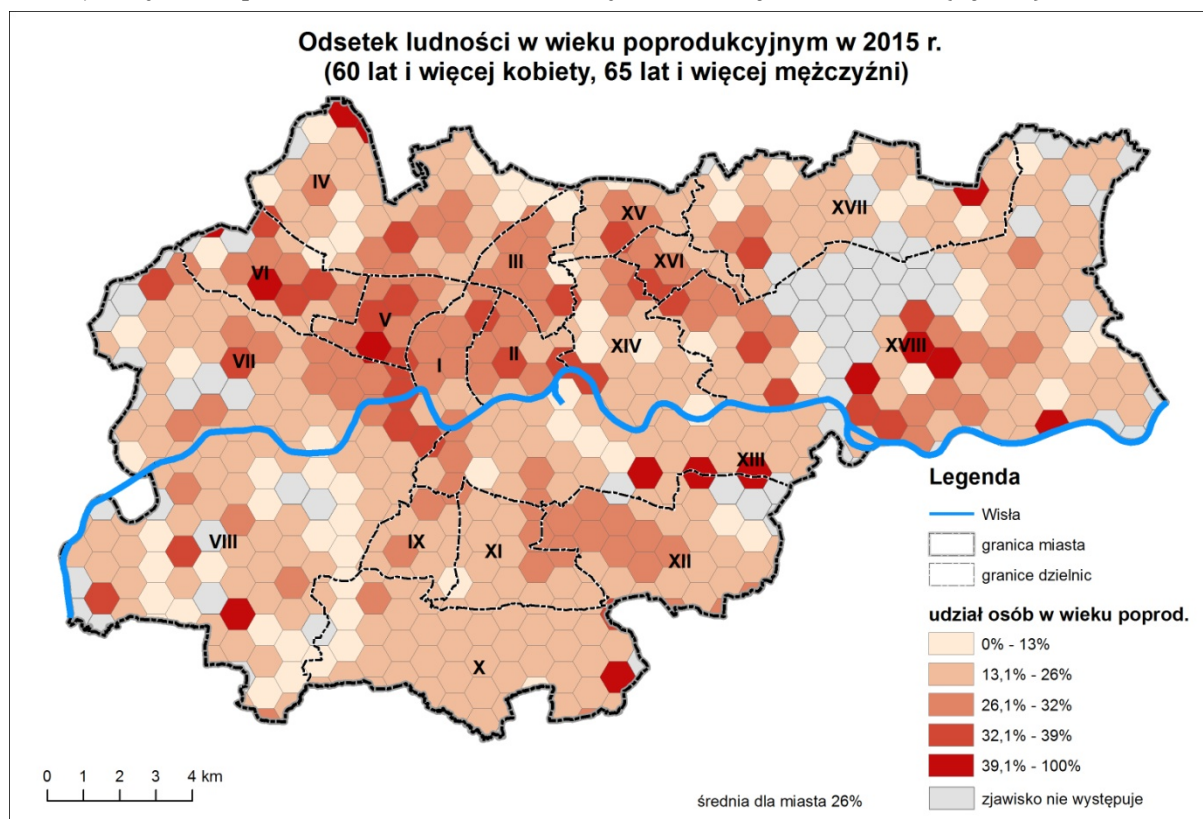 Odsetek ludności w wieku poprodukcyjnym w 2015 r.
(60 lat i więcej kobiety, 65 lat i więcej mężczyźni)
IV
XV
XVII
III
VI
XVI
V
XIV
XVIII
VII
I
II
XIII
VIII
IX
XI
XII
X
Legenda
Wisła
granica miasta
granice dzielnic
udział osób w wieku poprod.
0% - 13%
13,1% - 26%
26,1% - 32%
32,1% - 39%
39,1% - 100%
zjawisko nie występuje
0 1 2 3 4 km
średnia dla miasta 26%